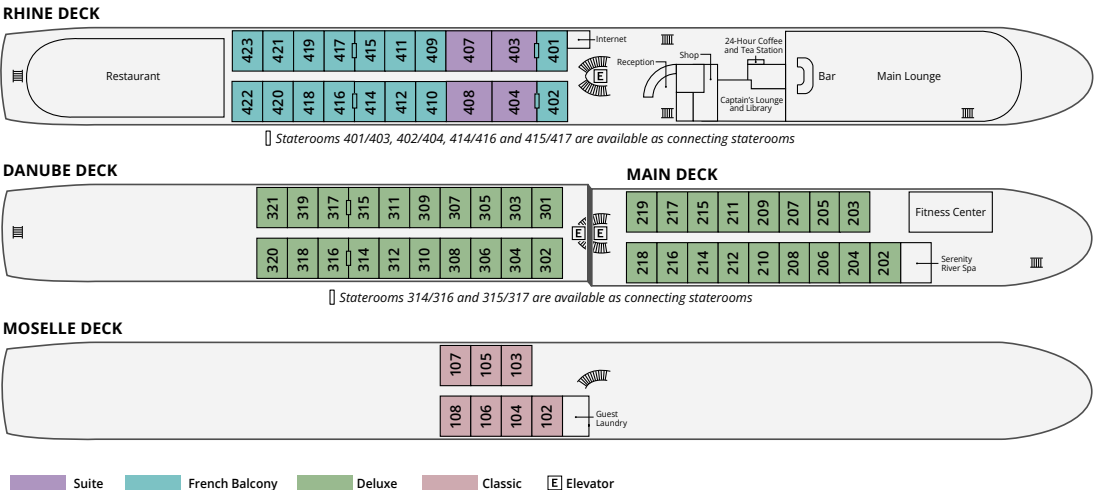 RHINE DECK
423 421 419 417 415 411 409 407 403 401
Internet
Restaurant
E
Reception
Shop
24-Hour Coffee
and Tea Station
Bar
Main Lounge
Captain's Lounge
and Library
422 420 418 416 414 412 410 408 404 402
Staterooms 401/403, 402/404, 414/416 and 415/417 are available as connecting staterooms
DANUBE DECK
321 319 317 315 311 309 307 305 303 301
E
320 318 316 314 312 310 308 306 304 302
MAIN DECK
219 217 215 211 209 207 205 203
Fitness Center
E
218 216 214 212 210 208 206 204 202
Serenity
River Spa
Staterooms 314/316 and 315/317 are available as connecting staterooms
MOSELLE DECK
107 105 103
108 106 104 102
Guest
Laundry
Suite
French Balcony
Deluxe
Classic
E Elevator